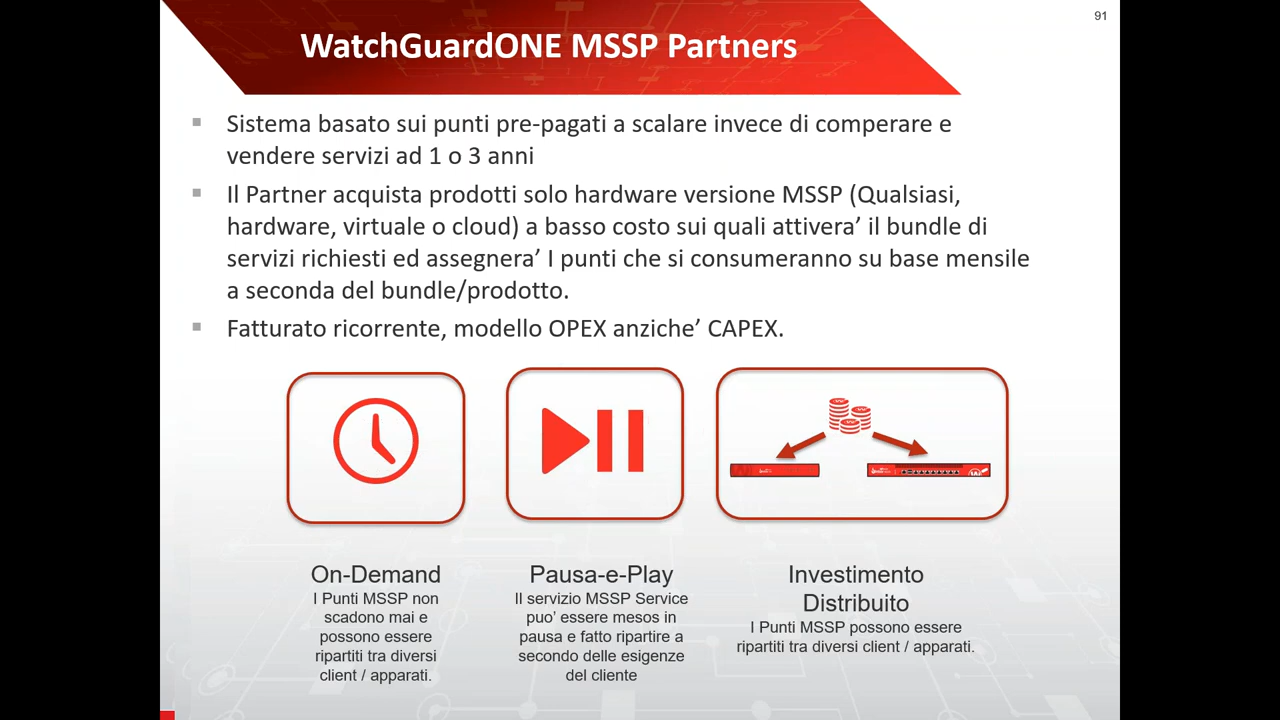 91
WatchGuardONE MSSP Partners
Sistema basato sui punti pre-pagati a scalare invece di comperare e
vendere servizi ad 1 o 3 anni
Il Partner acquista prodotti solo hardware versione MSSP (Qualsiasi,
hardware, virtuale o cloud) a basso costo sui quali attivera’ il bundle di
servizi richiesti ed assegnera’ I punti che si consumeranno su base mensile
a seconda del bundle/prodotto.
Fatturato ricorrente, modello OPEX anziche’ CAPEX.
On-Demand
I Punti MSSP non
scadono mai e
possono essere
ripartiti tra diversi
client / apparati.
Pausa-e-Play
Il servizio MSSP Service
puo’ essere mesos in
pausa e fatto ripartire a
secondo delle esigenze
del cliente
Investimento
Distribuito
I Punti MSSP possono essere
ripartiti tra diversi client / apparati.